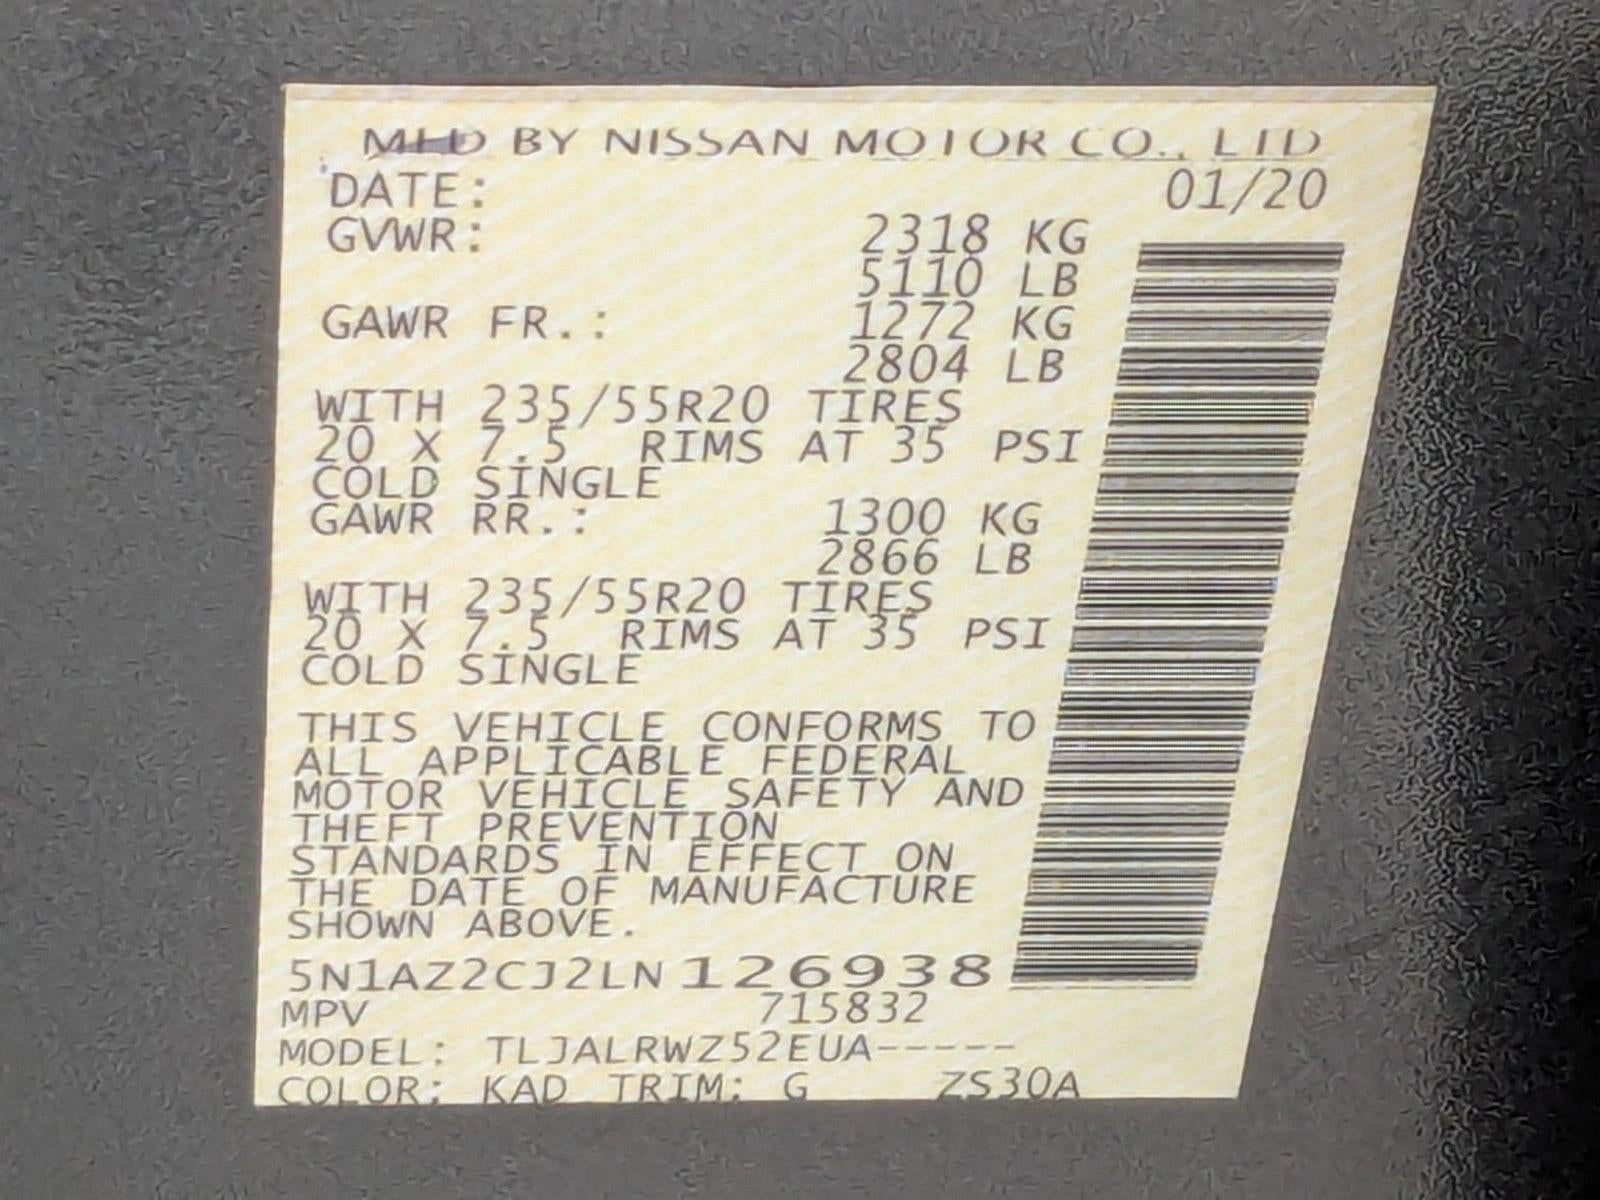 MFD BY NISSAN MOTOR CO., LTD
DATE: 01/20
GVWR: 2318 KG
5110 LB
GAWR FR.: 1272 KG
2804 LB
WITH 235/55R20 TIRES
20 X 7.5 RIMS AT 35 PSI
COLD SINGLE
GAWR RR.: 1300 KG
2866 LB
WITH 235/55R20 TIRES
20 X 7.5 RIMS AT 35 PSI
COLD SINGLE
THIS VEHICLE CONFORMS TO
ALL APPLICABLE FEDERAL
MOTOR VEHICLE SAFETY AND
THEFT PREVENTION
STANDARDS IN EFFECT ON
THE DATE OF MANUFACTURE
SHOWN ABOVE.
5N1AZ2CJ2LN126938
MPV 715832
MODEL: TLJALRWZ52EUA-----
COLOR: KAD TRIM: G ZS30A